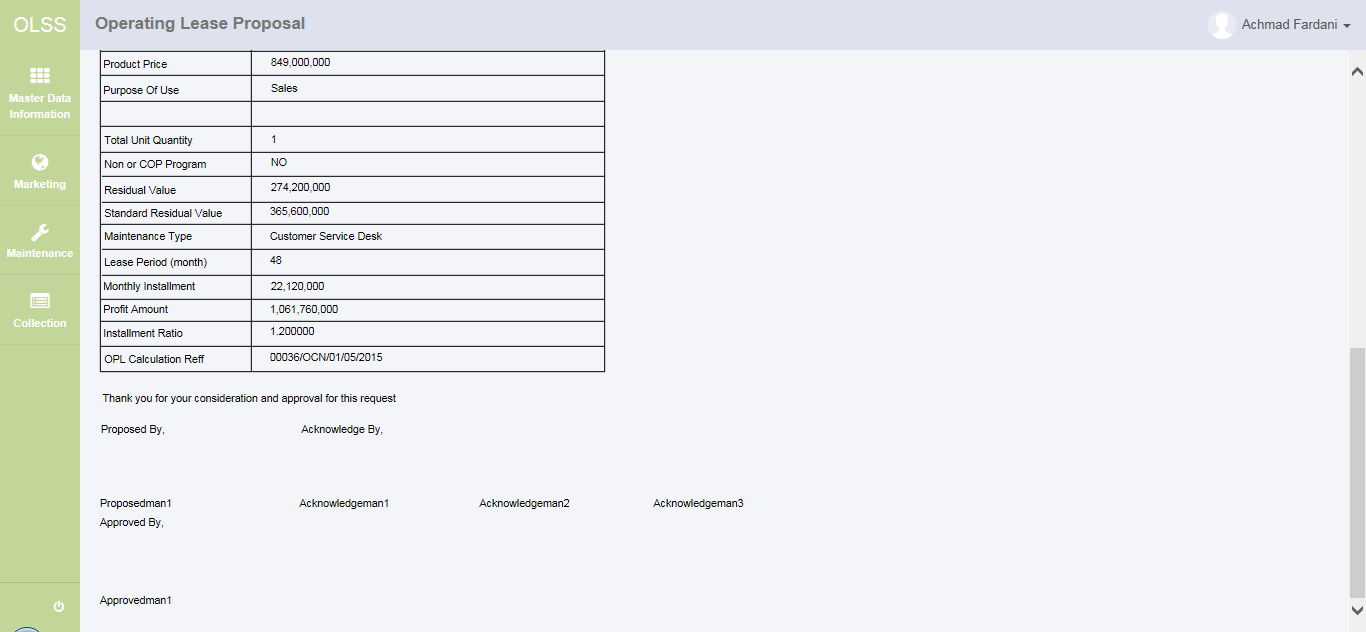 OLSS
Operating Lease Proposal
Achmad Fardani
Master Data
Information
Marketing
Maintenance
Collection
Product Price 849,000,000
Purpose Of Use Sales
Total Unit Quantity 1
Non or COP Program NO
Residual Value 274,200,000
Standard Residual Value 365,600,000
Maintenance Type Customer Service Desk
Lease Period (month) 48
Monthly Installment 22,120,000
Profit Amount 1,061,760,000
Installment Ratio 1.200000
OPL Calculation Reff 00036/OCN/01/05/2015
Thank you for your consideration and approval for this request
Proposed By, Acknowledge By,
Proposedman1 Acknowledgeman1 Acknowledgeman2 Acknowledgeman3
Approved By,
Approvedman1